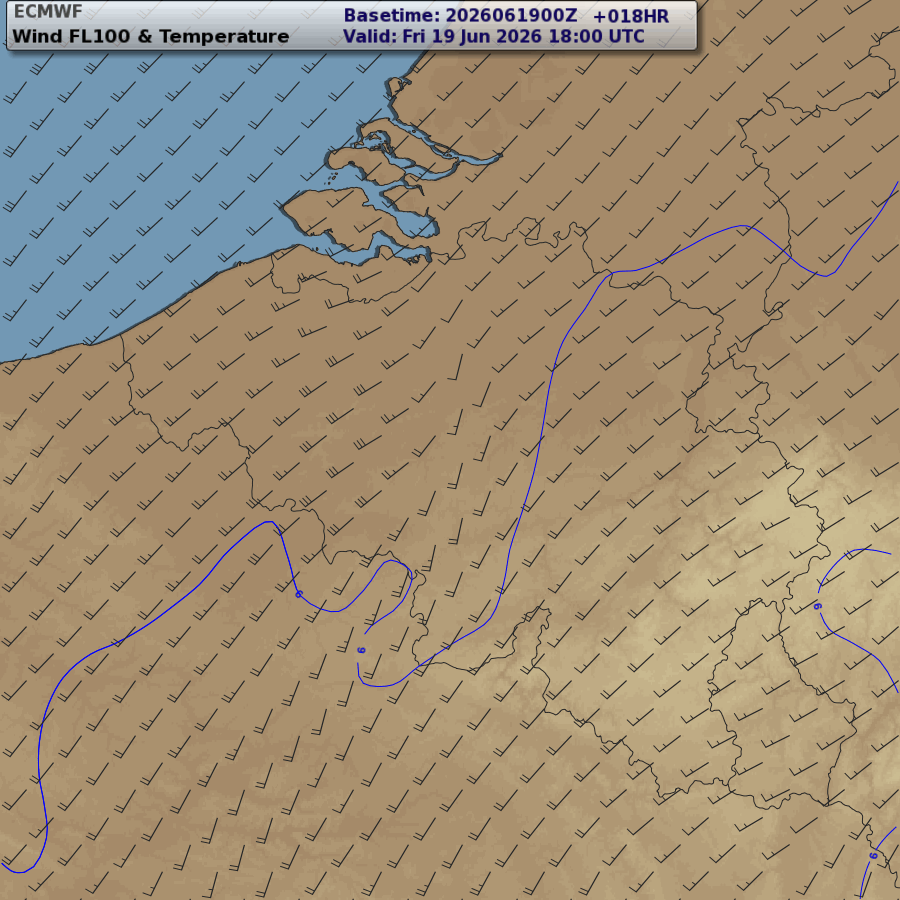 ECMWF
Basetime: 2026061900Z +018HR
Wind FL100 & Temperature
Valid: Fri 19 Jun 2026 18:00 UTC
6
6
6
6